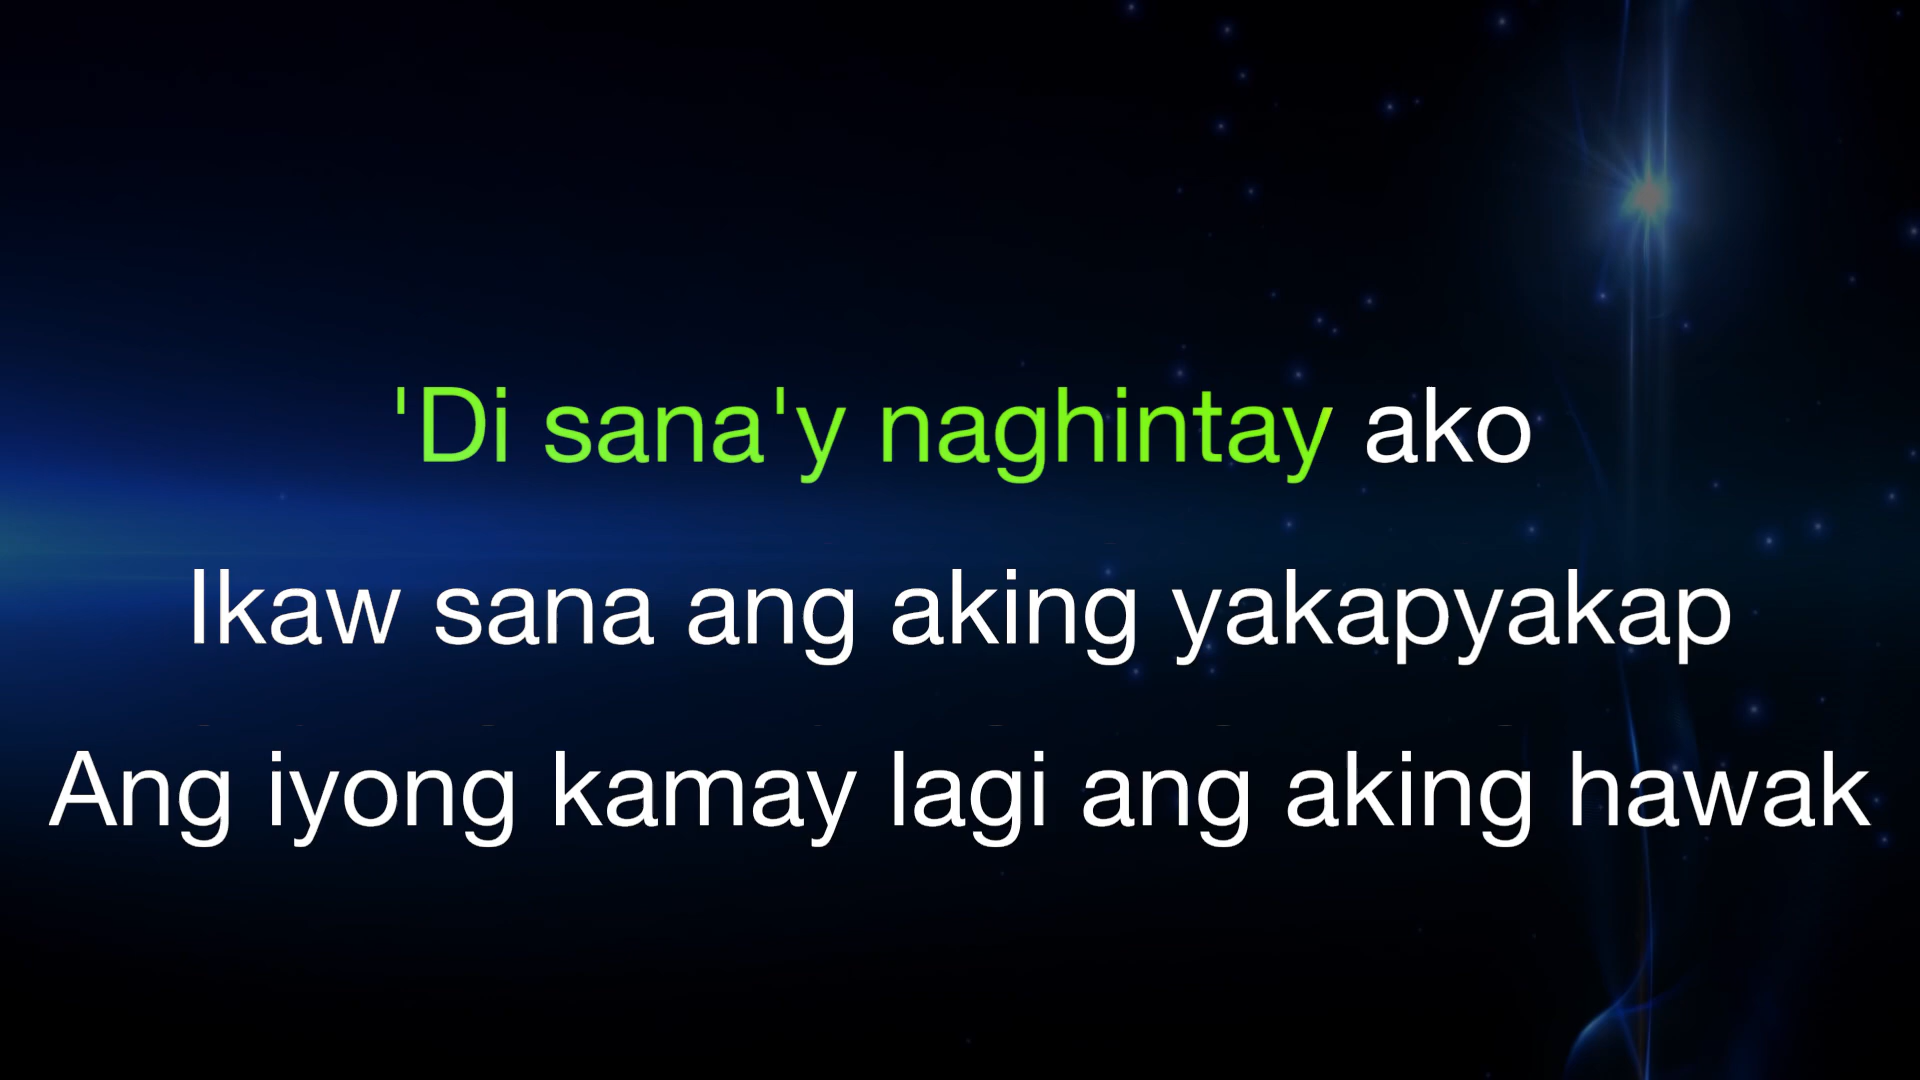 'Di sana'y naghintay ako
Ikaw sana ang aking yakapyakap
Ang iyong kamay lagi ang aking hawak